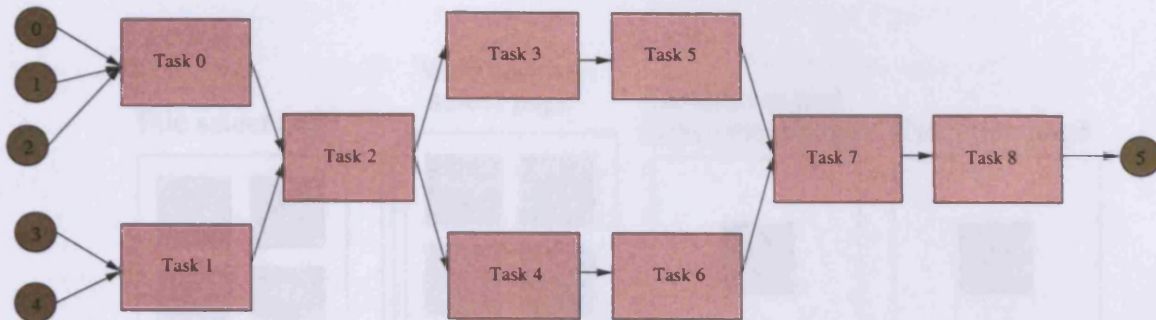 0
1
2
3
4
Task 0
Task 1
Task 2
Task 3
Task 4
Task 5
Task 6
Task 7
Task 8
5